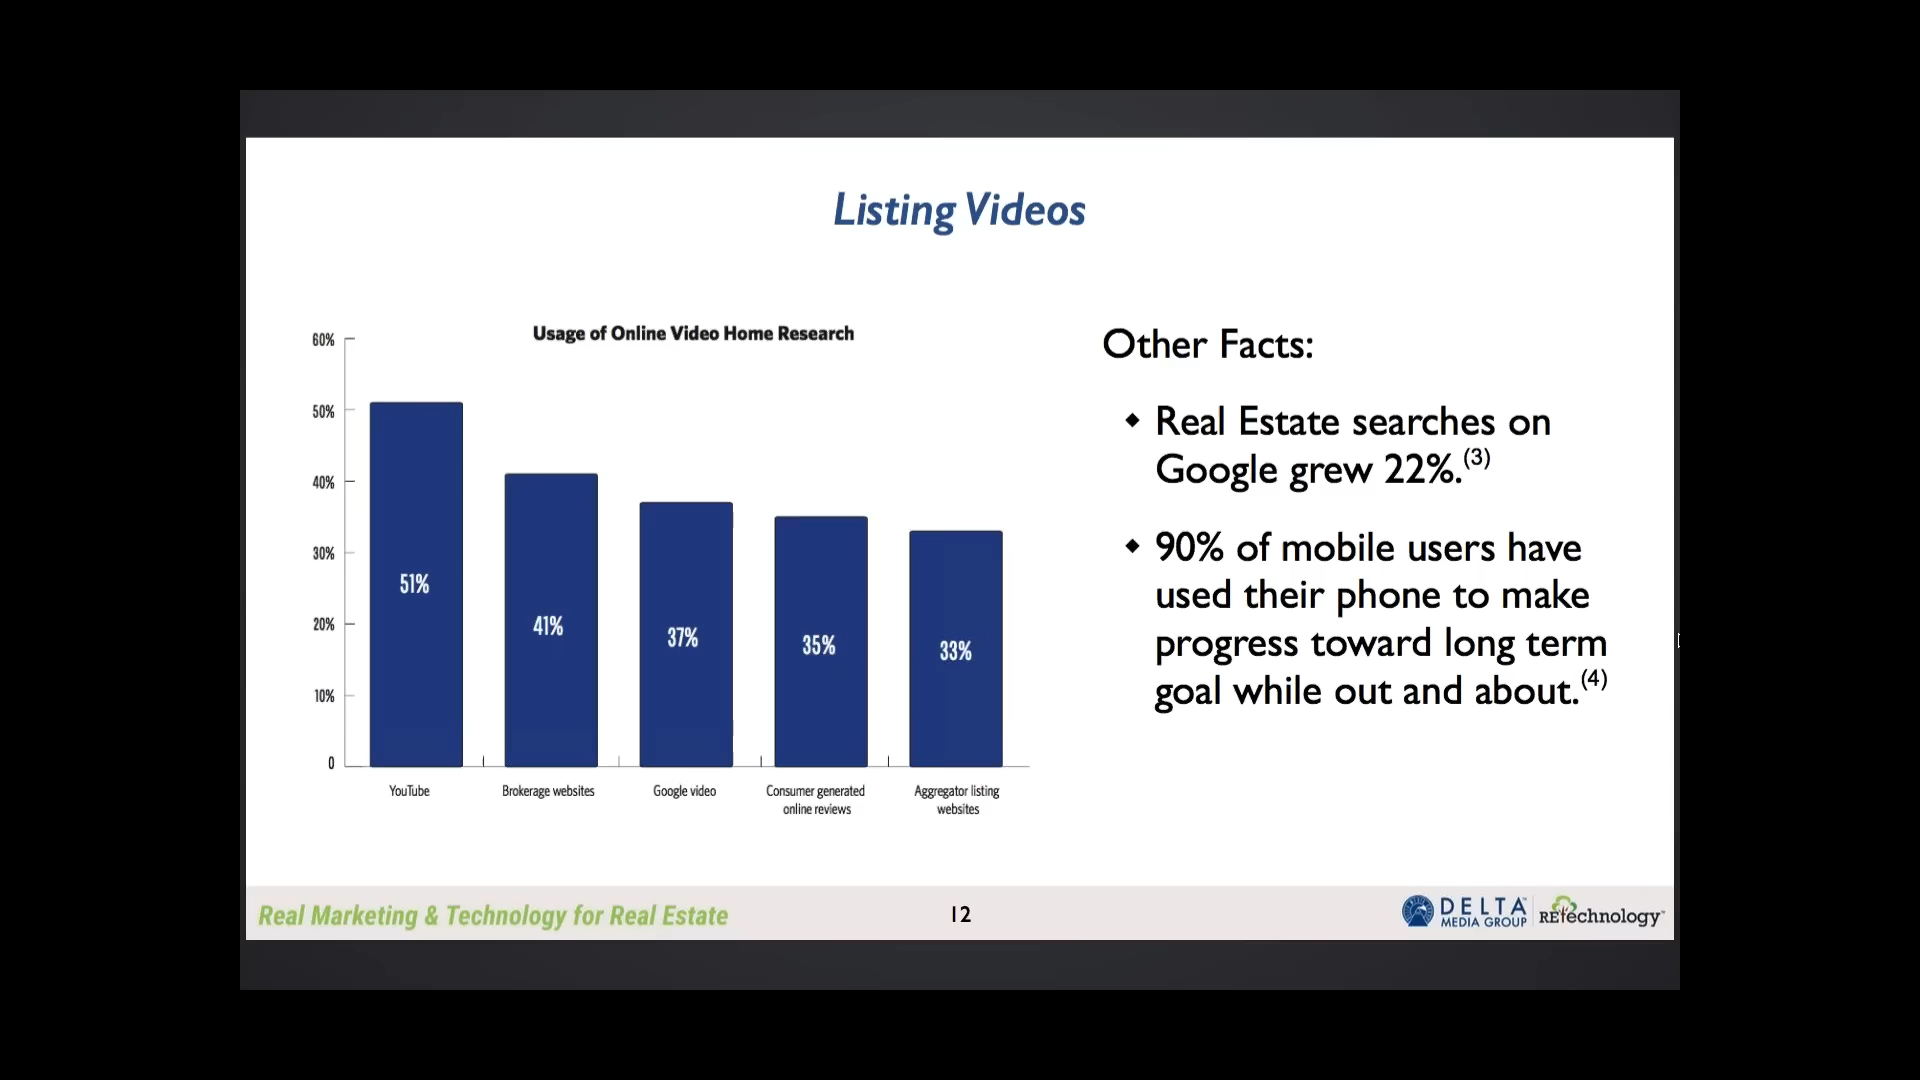 Listing Videos
Usage of Online Video Home Research
60%
50%
40%
30%
20%
10%
0
51%
41%
37%
35%
33%
YouTube
Brokerage websites
Google video
Consumer generated
online reviews
Aggregator listing
websites
Other Facts:
◆ Real Estate searches on
Google grew 22%.(3)
◆ 90% of mobile users have
used their phone to make
progress toward long term
goal while out and about.(4)
Real Marketing & Technology for Real Estate
12
DELTA
MEDIA GROUP
RETechnology